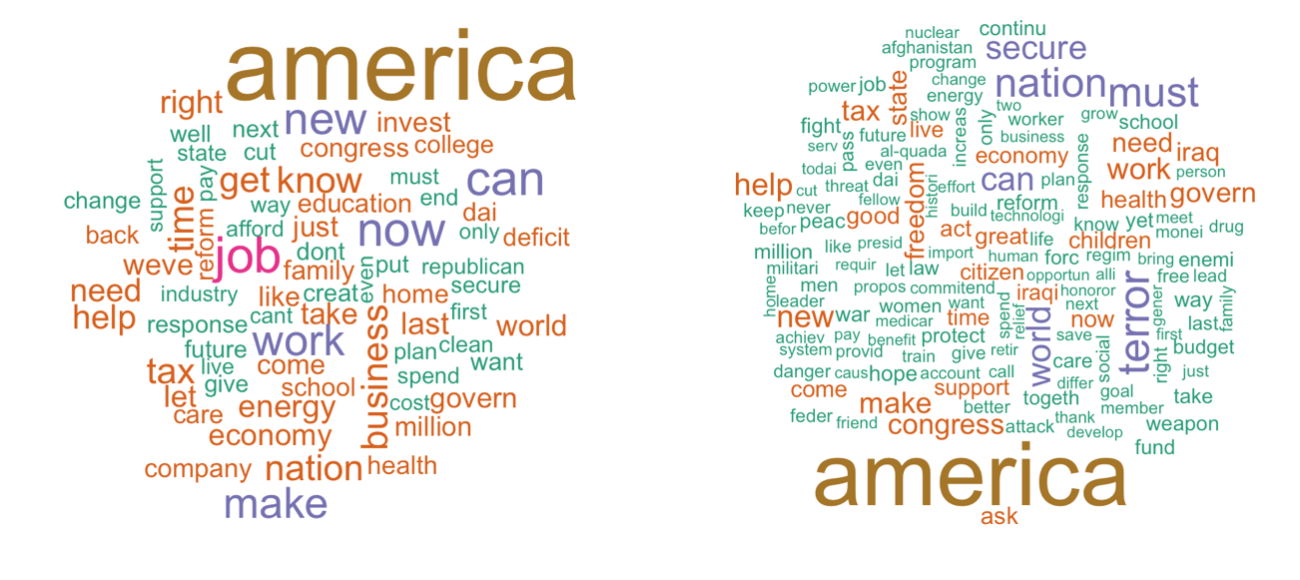 america
right
new
invest
well
next
state
cut
congress
college
support
pay
get
know
must
can
change
time
way
education
end
dai
back
reform
afford
just
now
only
deficit
job
dont
weve
family
even
put
republican
need
industry
like
creat
home
secure
help
response
cant
take
business
last
first
world
future
work
plan
clean
tax
live
come
want
let
give
school
spend
care
energy
cost
govern
economy
million
company
nation
health
make
nuclear
continu
afghanistan
secure
program
power
job
state
change
nation
must
energy
tax
show
two
grow
fight
future
live
increas
only
worker
school
serv
pass
al-quada
business
need
iraq
todai
even
economy
response
work
person
help
cut
threat
dai
freedom
histori
effort
can
plan
health
govern
fellow
reform
keep
never
build
technologi
befor
peac
good
act
know
yet
meet
monei
drug
great
life
children
million
like
presid
import
human
forc
regim
bring
enemi
militari
requir
let
law
citizen
opportun
alli
free
lead
home
men
propos
commit
end
iraqi
honor
or
terror
gener
leader
women
want
next
way
family
new
war
medicar
time
spend
relief
world
now
last
achiev
pay
benefit
protect
save
social
first
system
provid
train
give
retir
care
right
budget
danger
caus
hope
account
call
differ
just
come
support
togeth
goal
take
make
better
member
feder
friend
congress
attack
thank
develop
weapon
fund
america
ask